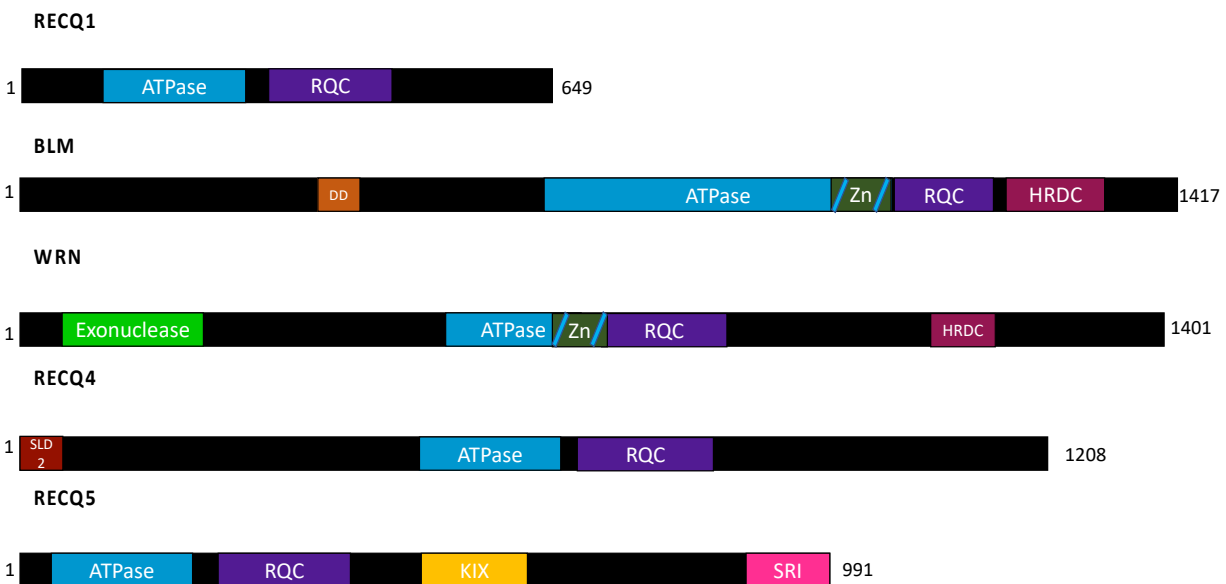 RECQ1
1 ATPase RQC 649
BLM
1 DD ATPase Zn RQC HRDC 1417
WRN
1 Exonuclease ATPase Zn RQC HRDC 1401
RECQ4
1 SLD
2 ATPase RQC 1208
RECQ5
1 ATPase RQC KIX SRI 991